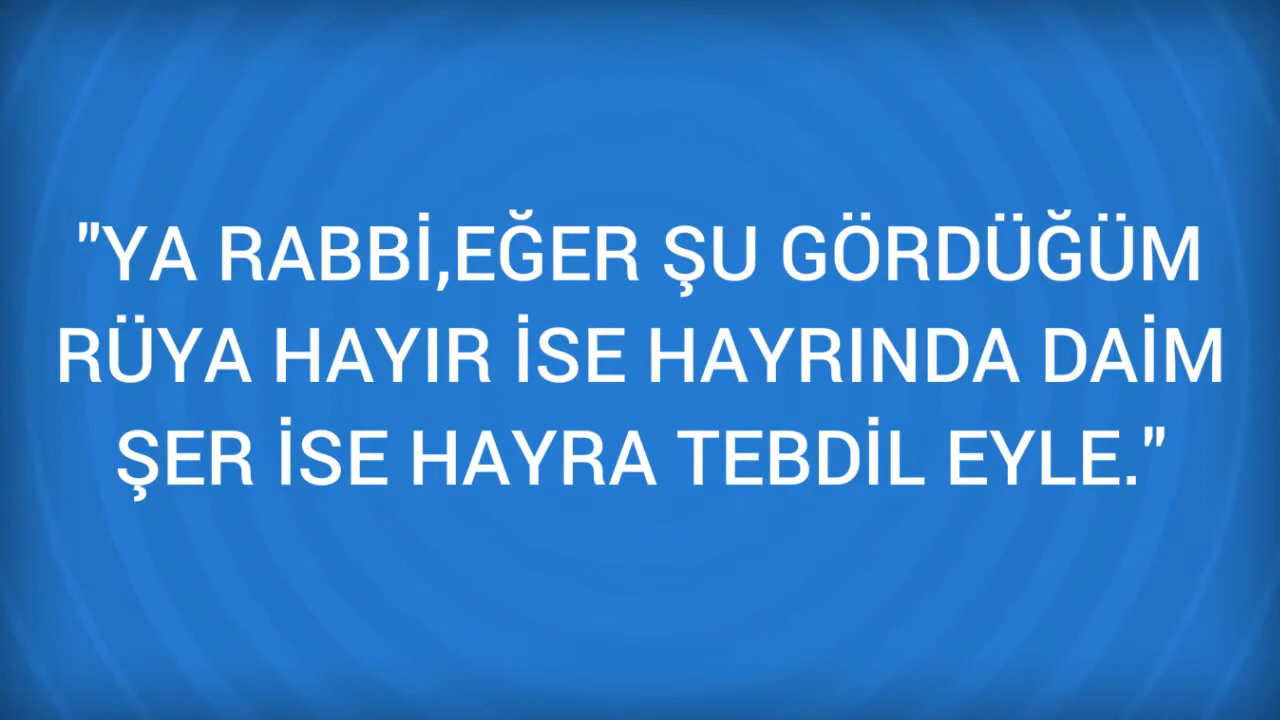 "YA RABBİ,EĞER ŞU GÖRDÜĞÜM
RÜYA HAYIR İSE HAYRINDA DAİM
ŞER İSE HAYRA TEBDİL EYLE."